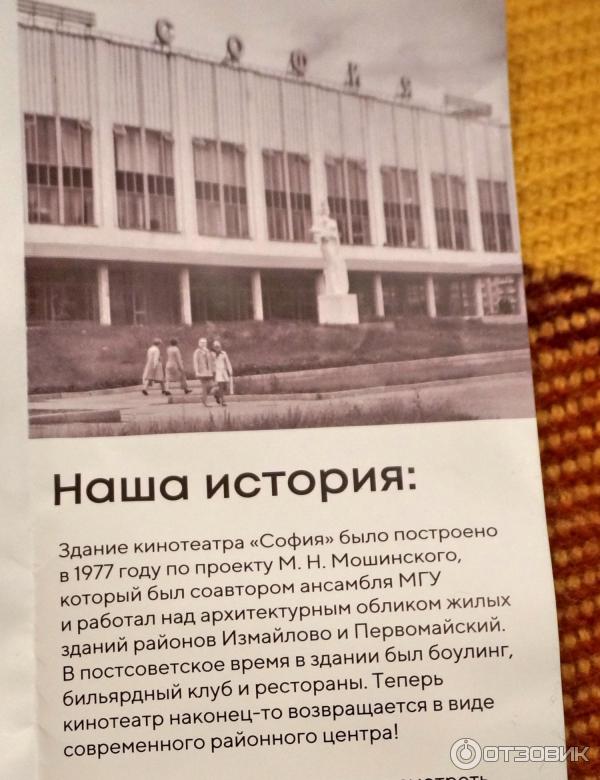 СОФИЯ
Наша история:
Здание кинотеатра «София» было построено
в 1977 году по проекту М. Н. Мошинского,
который был соавтором ансамбля МГУ
и работал над архитектурным обликом жилых
зданий районов Измайлово и Первомайский.
В постсоветское время в здании был боулинг,
бильярдный клуб и рестораны. Теперь
кинотеатр наконец-то возвращается в виде
современного районного центра!
ОТЗОВИК